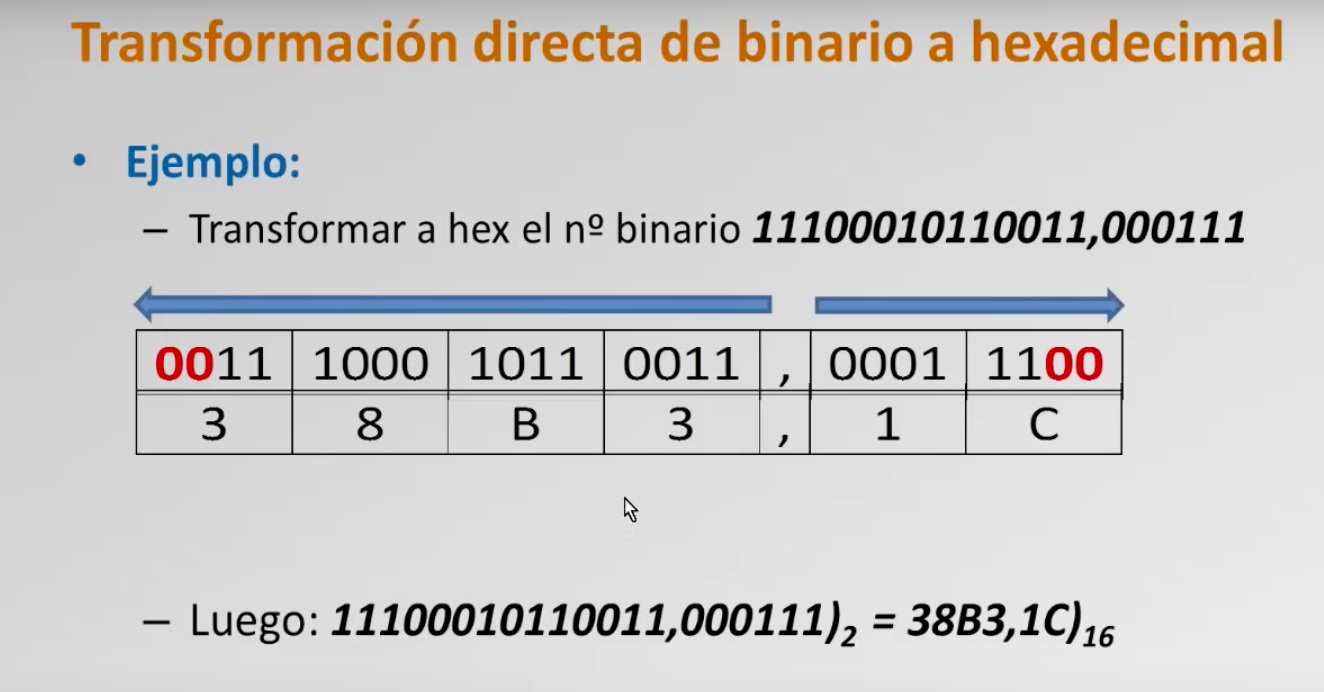 Transformación directa de binario a hexadecimal
• Ejemplo:
– Transformar a hex el nº binario 11100010110011,000111
0011 1000 1011 0011 , 0001 1100
3 8 B 3 , 1 C
– Luego: 11100010110011,000111)2 = 38B3,1C)16